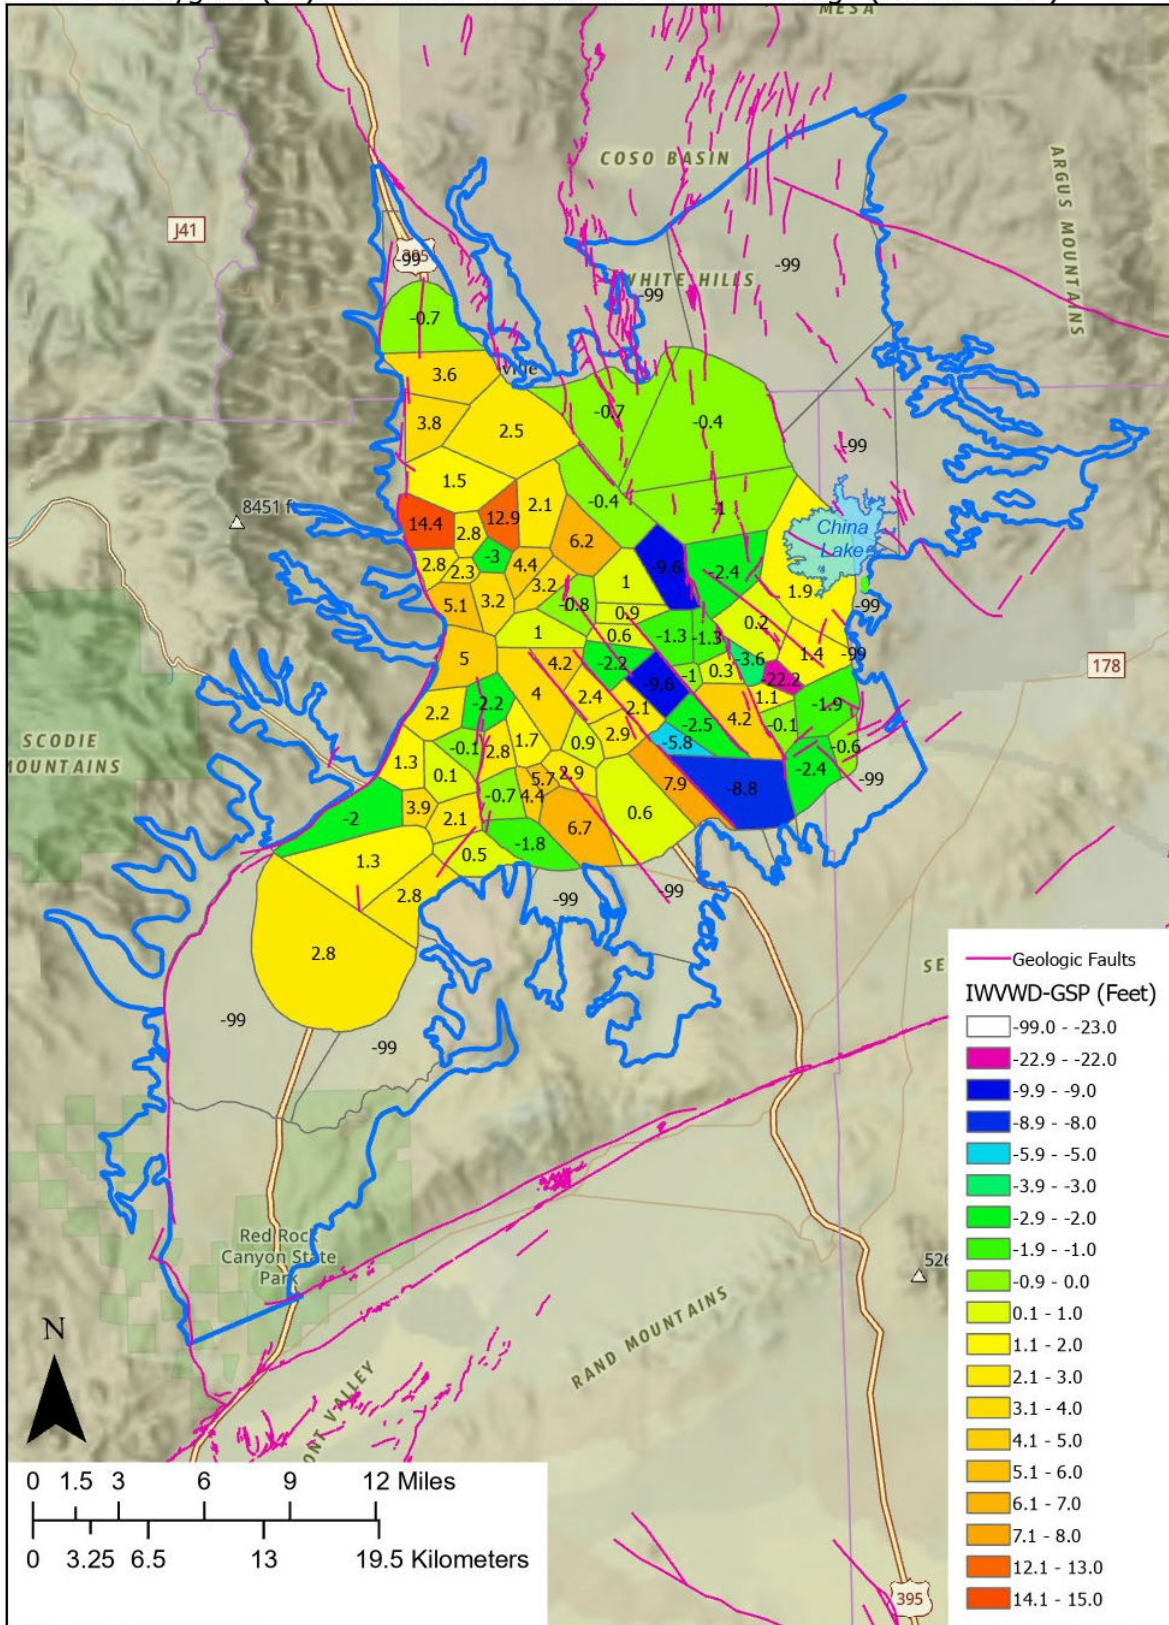 MESA
COSO BASIN
ARGUS MOUNTAINS
J41
395
-99
WHITE HILLS
-99
-99
-0.7
ville
3.6
-0.7
-0.4
3.8
2.5
-99
1.5
8451 f
14.4
2.8
12.9
2.1
-0.4
-1
China
Lake
6.2
-3
2.8
2.3
4.4
3.2
1
-9.6
-2.4
1.9
-99
5.1
3.2
-0.8
0.9
0.2
1
0.6
-1.3
-1.3
1.4
-99
178
5
4.2
-2.2
-3.6
-1
0.3
-22.2
-9.6
2.2
-2.2
4
2.4
2.1
1.1
-1.9
4.2
-0.1
-2.5
SCODIE
MOUNTAINS
-0.1
2.8
1.7
0.9
2.9
-5.8
-0.6
1.3
0.1
5.7
2.9
-2.4
-99
7.9
-8.8
-0.7
4.4
3.9
2.1
0.6
-2
6.7
-1.8
0.5
1.3
2.8
-99
-99
2.8
SE
-99
-99
Red Rock
Canyon State
Park
526
RAND MOUNTAINS
ONT VALLEY
395
N
0 1.5 3 6 9 12 Miles
0 3.25 6.5 13 19.5 Kilometers
Geologic Faults
IWVWD-GSP (Feet)
-99.0 - -23.0
-22.9 - -22.0
-9.9 - -9.0
-8.9 - -8.0
-5.9 - -5.0
-3.9 - -3.0
-2.9 - -2.0
-1.9 - -1.0
-0.9 - 0.0
0.1 - 1.0
1.1 - 2.0
2.1 - 3.0
3.1 - 4.0
4.1 - 5.0
5.1 - 6.0
6.1 - 7.0
7.1 - 8.0
12.1 - 13.0
14.1 - 15.0